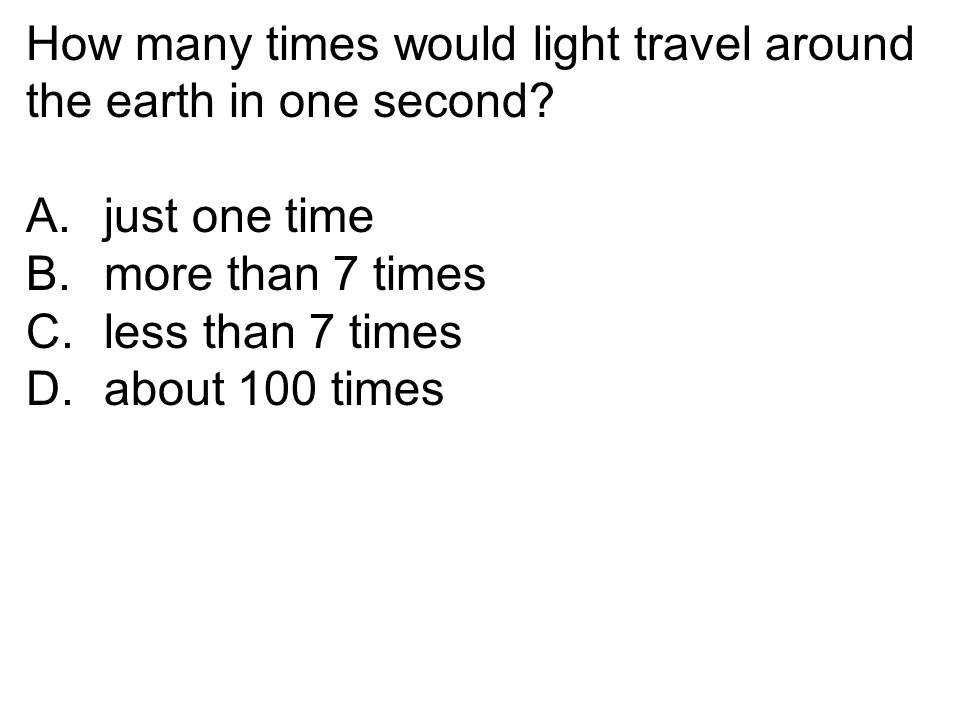 How many times would light travel around
the earth in one second?
A. just one time
B. more than 7 times
C. less than 7 times
D. about 100 times